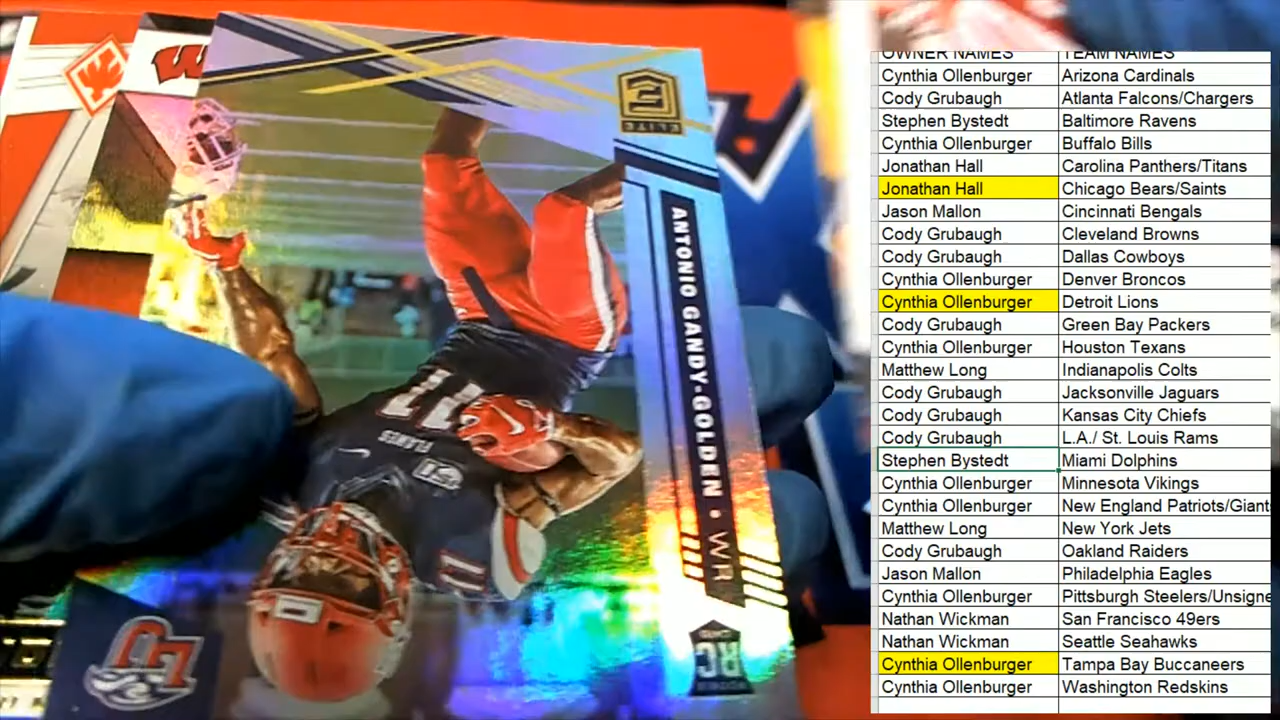 ELITE
ANTONIO GANDY-GOLDEN • WR
11
FLAMES
11
RC
LU
W
OWNER NAMES TEAM NAMES
Cynthia Ollenburger Arizona Cardinals
Cody Grubaugh Atlanta Falcons/Chargers
Stephen Bystedt Baltimore Ravens
Cynthia Ollenburger Buffalo Bills
Jonathan Hall Carolina Panthers/Titans
Jonathan Hall Chicago Bears/Saints
Jason Mallon Cincinnati Bengals
Cody Grubaugh Cleveland Browns
Cody Grubaugh Dallas Cowboys
Cynthia Ollenburger Denver Broncos
Cynthia Ollenburger Detroit Lions
Cody Grubaugh Green Bay Packers
Cynthia Ollenburger Houston Texans
Matthew Long Indianapolis Colts
Cody Grubaugh Jacksonville Jaguars
Cody Grubaugh Kansas City Chiefs
Cody Grubaugh L.A./ St. Louis Rams
Stephen Bystedt Miami Dolphins
Cynthia Ollenburger Minnesota Vikings
Cynthia Ollenburger New England Patriots/Giant
Matthew Long New York Jets
Cody Grubaugh Oakland Raiders
Jason Mallon Philadelphia Eagles
Cynthia Ollenburger Pittsburgh Steelers/Unsigne
Nathan Wickman San Francisco 49ers
Nathan Wickman Seattle Seahawks
Cynthia Ollenburger Tampa Bay Buccaneers
Cynthia Ollenburger Washington Redskins